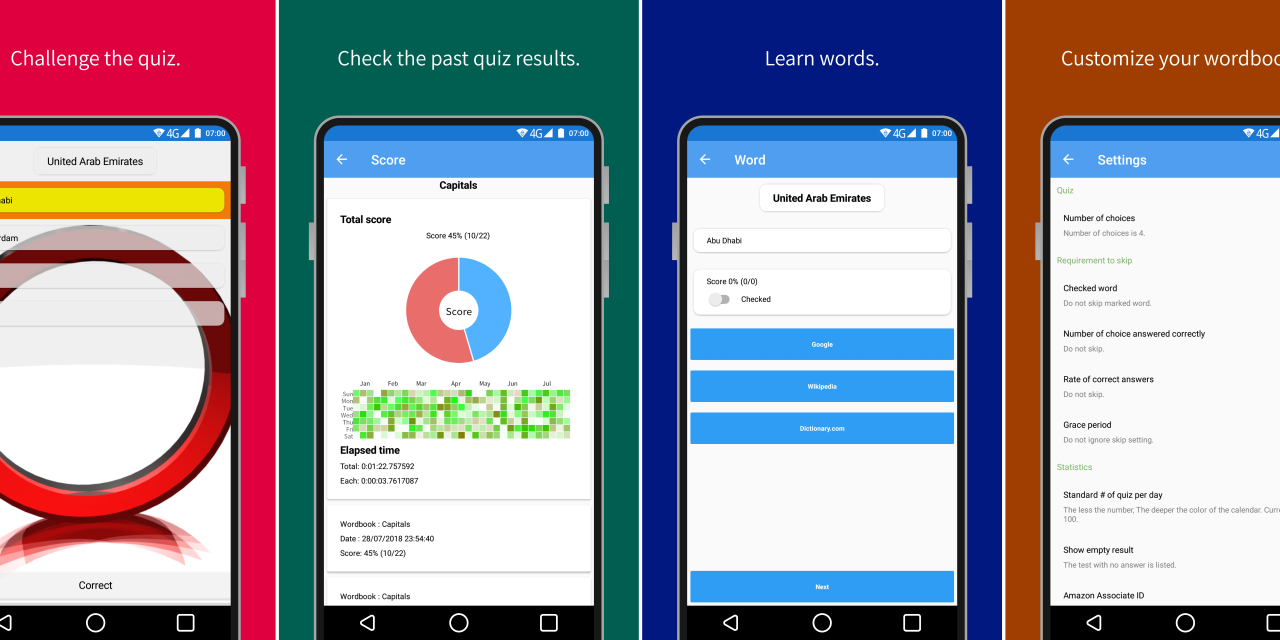 Challenge the quiz.
4G 07:00
United Arab Emirates
abi
rdam
Correct
Check the past quiz results.
4G 07:00
Score
Capitals
Total score
Score 45% (10/22)
Score
Jan Feb Mar Apr May Jun Jul
Sun
Mon
Tue
Wed
Thu
Fri
Sat
Elapsed time
Total: 0:01:22.757592
Each: 0:00:03.7617087
Wordbook : Capitals
Date : 28/07/2018 23:54:40
Score: 45% (10/22)
Wordbook : Capitals
Learn words.
4G 07:00
Word
United Arab Emirates
Abu Dhabi
Score 0% (0/0)
Checked
Google
Wikipedia
Dictionary.com
Next
Customize your wordboo
4G
Settings
Quiz
Number of choices
Number of choices is 4.
Requirement to skip
Checked word
Do not skip marked word.
Number of choice answered correctly
Do not skip.
Rate of correct answers
Do not skip.
Grace period
Do not ignore skip setting.
Statistics
Standard # of quiz per day
The less the number, The deeper the color of the calendar. Curre
100.
Show empty result
The test with no answer is listed.
Amazon Associate ID